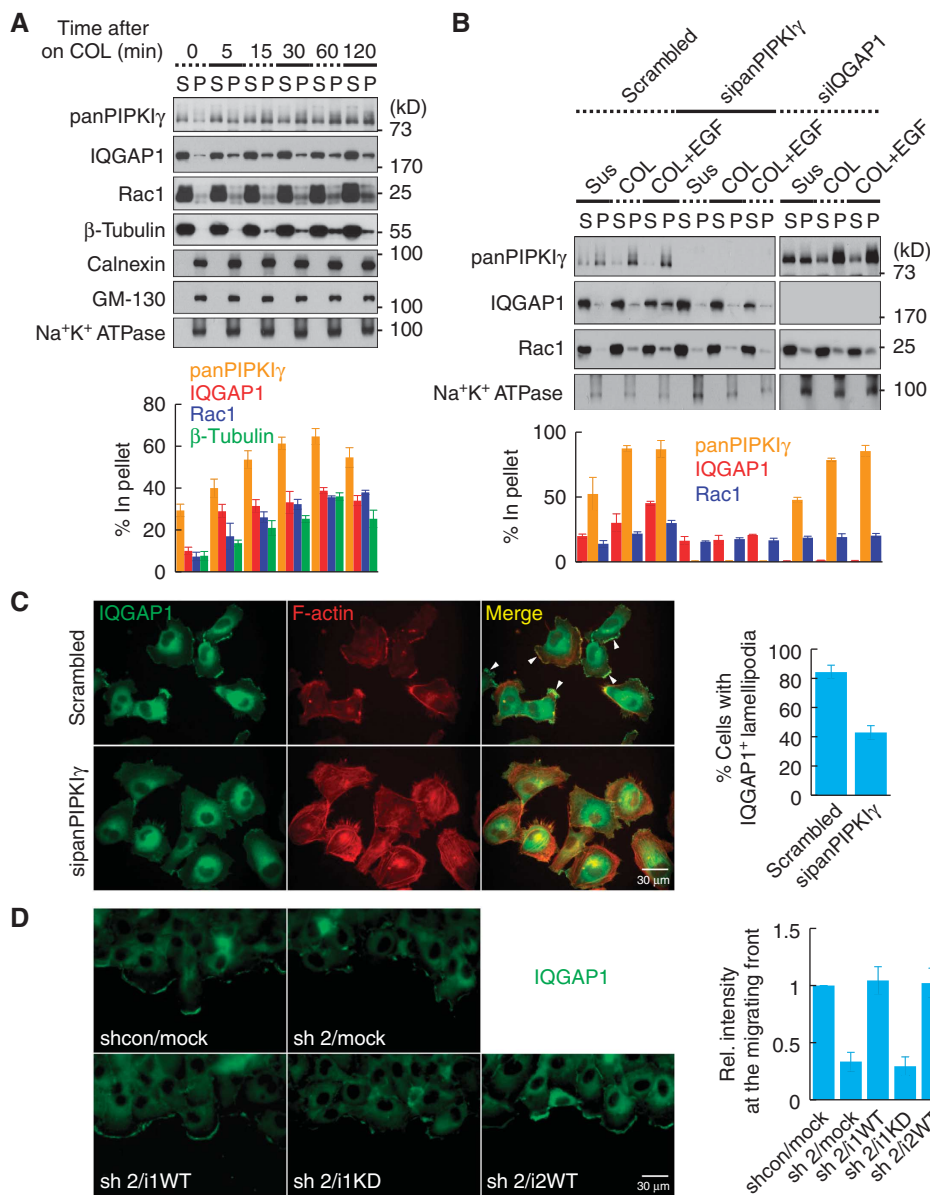 A
Time after
on COL (min)
0 5 15 30 60 120
S P S P S P S P S P S P
(kD)
panPIPKIγ
73
IQGAP1
170
Rac1
25
β-Tubulin
55
Calnexin
100
GM-130
100
Na⁺K⁺ ATPase
100
panPIPKIγ
IQGAP1
Rac1
β-Tubulin
80
60
40
20
0
% In pellet
B
Scrambled
sipanPIPKIγ
siIQGAP1
Sus COL COL+EGF Sus COL COL+EGF Sus COL COL+EGF
S P S P S P S P S P S P S P S P S P
(kD)
panPIPKIγ
73
IQGAP1
170
Rac1
25
Na⁺K⁺ ATPase
100
panPIPKIγ
IQGAP1
Rac1
100
50
0
% In pellet
C
IQGAP1
F-actin
Merge
Scrambled
sipanPIPKIγ
30 μm
% Cells with
IQGAP1⁺ lamellipodia
100
80
60
40
20
0
Scrambled
sipanPIPKIγ
D
IQGAP1
shcon/mock
sh 2/mock
sh 2/i1WT
sh 2/i1KD
sh 2/i2WT
30 μm
Rel. intensity
at the migrating front
1.5
1
0.5
0
shcon/mock
sh 2/mock
sh 2/i1WT
sh 2/i1KD
sh 2/i2WT